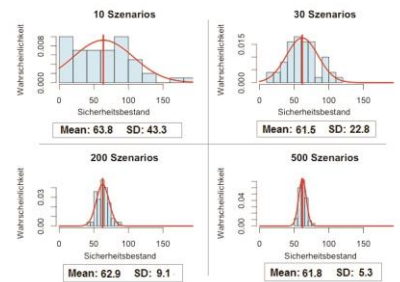 10 Szenarios
Wahrscheinlichkeit
0.008
0.000
0 50 100 150
Sicherheitsbestand
Mean: 63.8 SD: 43.3
30 Szenarios
Wahrscheinlichkeit
0.015
0.000
0 50 100 150
Sicherheitsbestand
Mean: 61.5 SD: 22.8
200 Szenarios
Wahrscheinlichkeit
0.03
0.00
0 50 100 150
Sicherheitsbestand
Mean: 62.9 SD: 9.1
500 Szenarios
Wahrscheinlichkeit
0.04
0.00
0 50 100 150
Sicherheitsbestand
Mean: 61.8 SD: 5.3